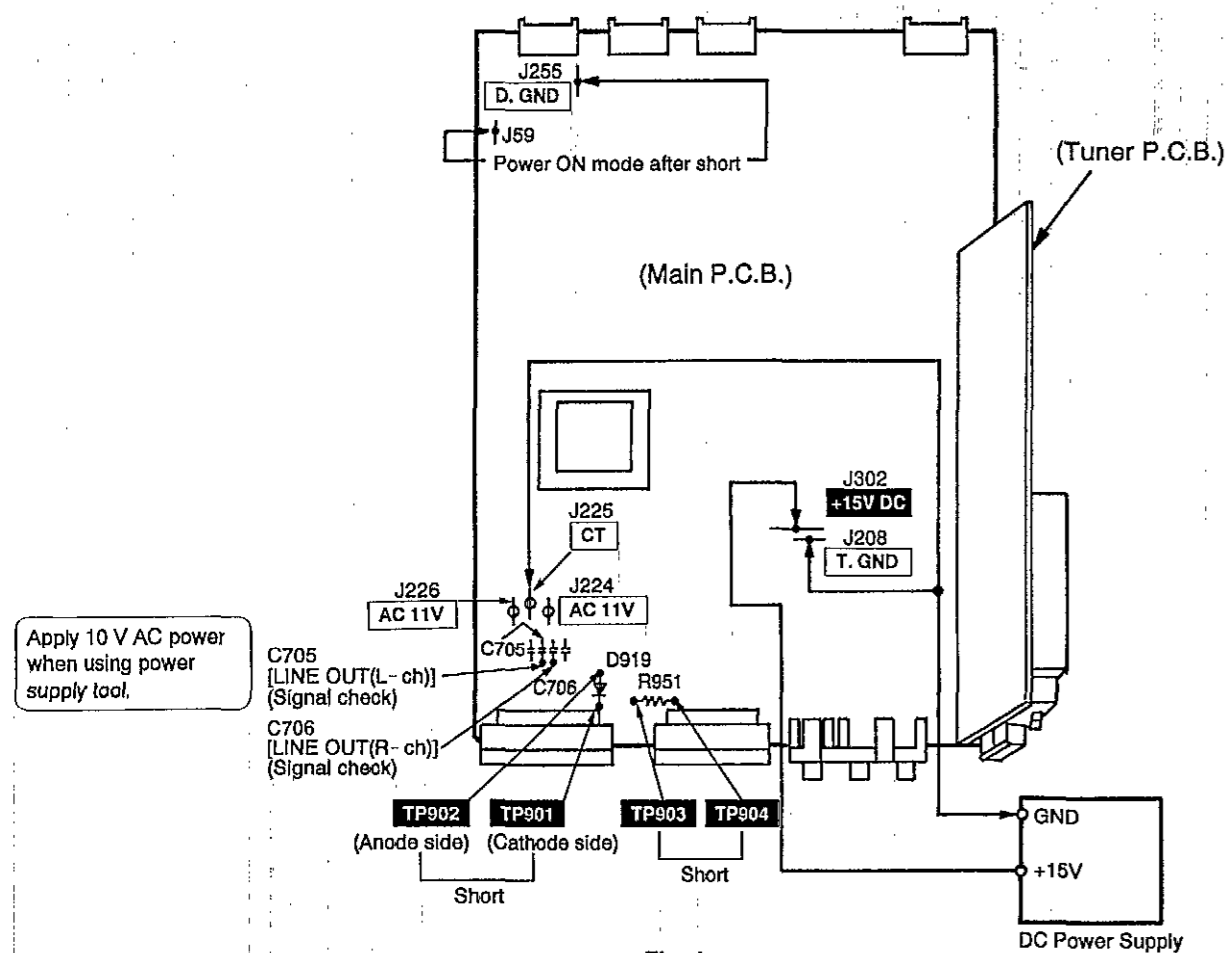 J255
D. GND
J59
Power ON mode after short
(Tuner P.C.B.)
(Main P.C.B.)
J302
+15V DC
J208
T. GND
J225
CT
J226
AC 11V
J224
AC 11V
Apply 10 V AC power
when using power
supply tool.
C705
C705
[LINE OUT(L-ch)]
(Signal check)
C706
D919
R951
C706
[LINE OUT(R-ch)]
(Signal check)
TP902
TP901
TP903
TP904
(Anode side)
(Cathode side)
Short
Short
GND
+15V
DC Power Supply